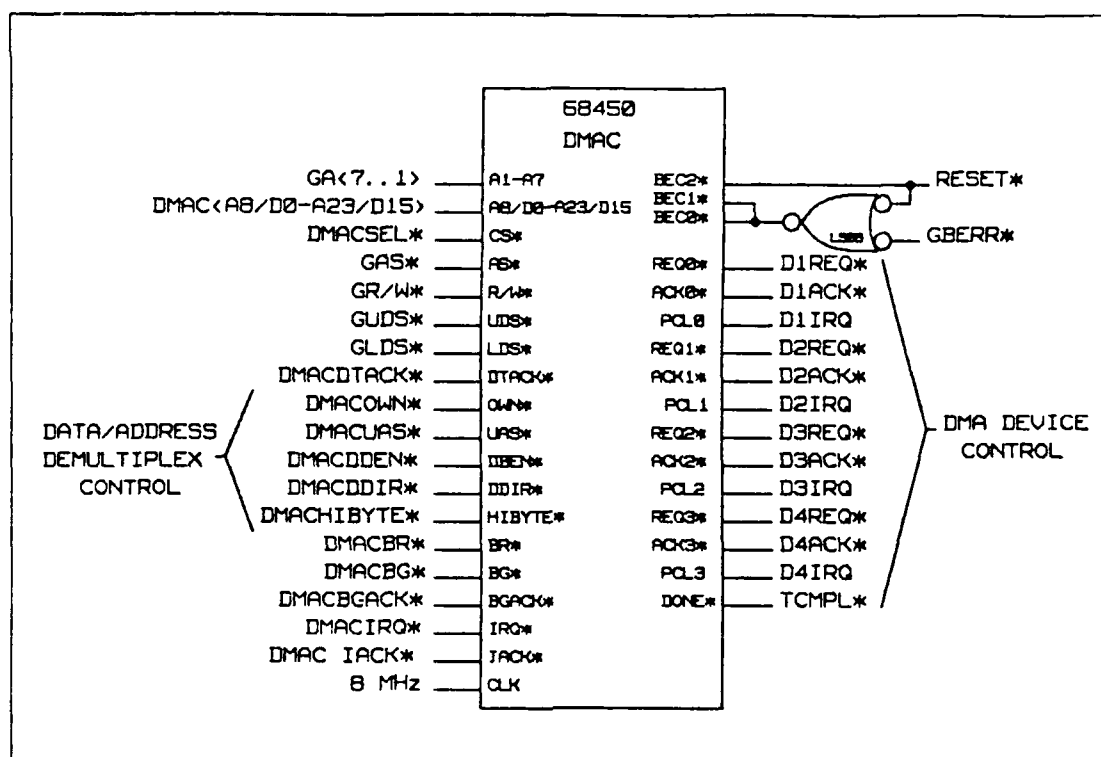 68450
DMAC
GA<7..1> A1-A7 BEC2* RESET*
BEC1*
DMAC<A8/D0-A23/D15> A8/D0-A23/D15 BEC0*
DMACSEL* CS* GBERR*
GAS* AS* REQ0* D1REQ*
GR/W* R/W* ACK0* D1ACK*
GUDS* UDS* PCL0 D1IRQ
GLDS* LDS* REQ1* D2REQ*
DMACDTACK* DTACK* ACK1* D2ACK*
DMACOWN* OWN* PCL1 D2IRQ
DMACUAS* UAS* REQ2* D3REQ*
DMACDDEN* DBEN* ACK2* D3ACK*
DMACDDIR* DDIR* PCL2 D3IRQ
DMACHIBYTE* HIBYTE* REQ3* D4REQ*
DMACBR* BR* ACK3* D4ACK*
DMACBG* BG* PCL3 D4IRQ
DMACBGACK* BGACK* DONE* TCMPL*
DMACIRQ* IRQ*
DMAC IACK* IACK*
8 MHz CLK
DATA/ADDRESS
DEMULTIPLEX
CONTROL
DMA DEVICE
CONTROL